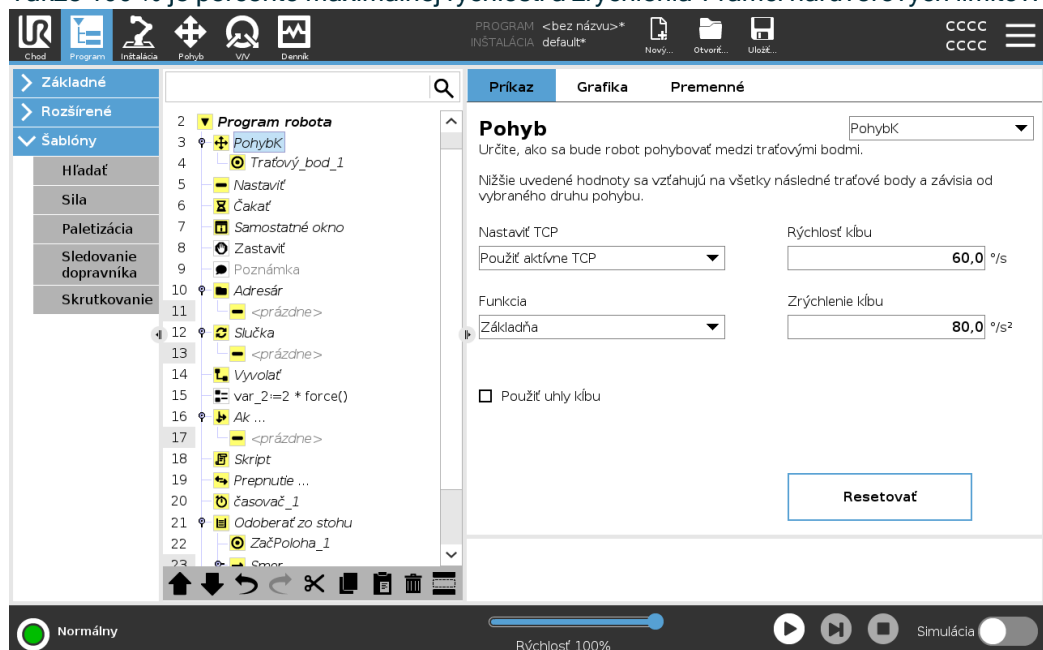 PROGRAM <bez názvu>*
INŠTALÁCIA default*
Nový...
Otvoriť...
Uložiť...
CCCC
CCCC
UR
Chod
Program
Inštalácia
Pohyb
V/V
Denník
Základné
Rozšírené
Šablóny
Hľadať
Sila
Paletizácia
Sledovanie
dopravníka
Skrutkovanie
2 Program robota
3 PohybK
4 Traťový_bod_1
5 Nastaviť
6 Čakať
7 Samostatné okno
8 Zastaviť
9 Poznámka
10 Adresár
11 <prázdne>
12 Slučka
13 <prázdne>
14 Vyvolať
15 var_2:=2 * force()
16 Ak ...
17 <prázdne>
18 Skript
19 Prepnutie ...
20 časovač_1
21 Odoberať zo stohu
22 ZačPoloha_1
23 Smer
Príkaz
Grafika
Premenné
Pohyb
PohybK
Určite, ako sa bude robot pohybovať medzi traťovými bodmi.
Nižšie uvedené hodnoty sa vzťahujú na všetky následné traťové body a závisia od
vybraného druhu pohybu.
Nastaviť TCP
Rýchlosť kĺbu
Použiť aktívne TCP
60,0 °/s
Funkcia
Zrýchlenie kĺbu
Základňa
80,0 °/s²
Použiť uhly kĺbu
Resetovať
Normálny
Rýchlosť 100%
Simulácia